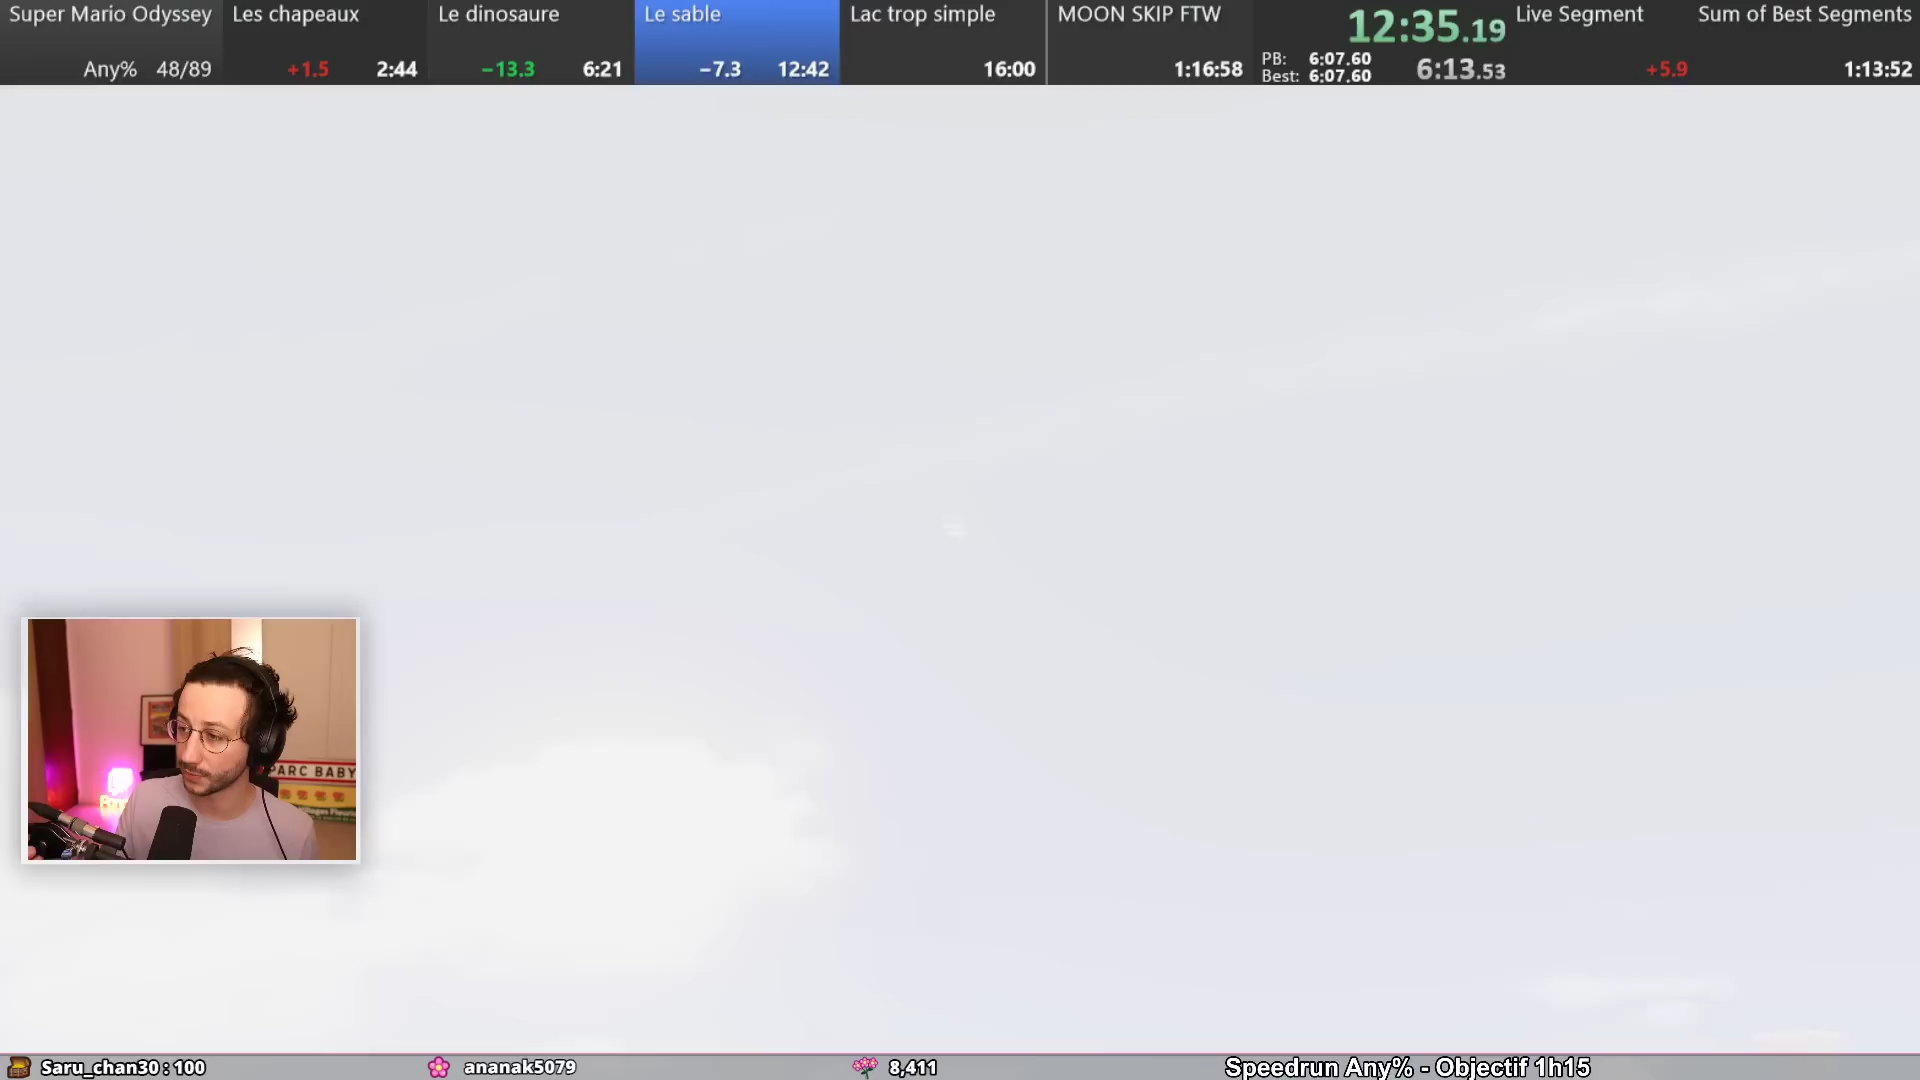 Super Mario Odyssey
Any% 48/89
Les chapeaux
+1.5 2:44
Le dinosaure
−13.3 6:21
Le sable
−7.3 12:42
Lac trop simple
16:00
MOON SKIP FTW
1:16:58
12:35.19
PB: 6:07.60
Best: 6:07.60
6:13.53
Live Segment
+5.9
Sum of Best Segments
1:13:52
PARC BABY
Saru_chan30 : 100
ananak5079
8,411
Speedrun Any% - Objectif 1h15